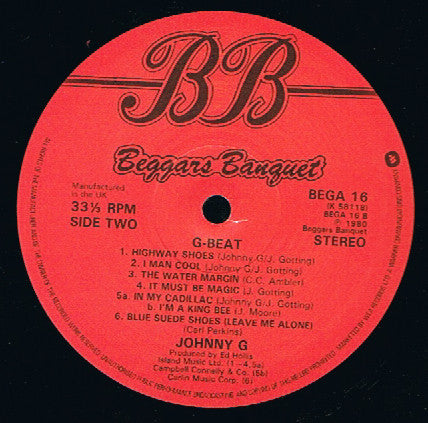 BB
Beggars Banquet
Manufactured
in the UK
33⅓ RPM
SIDE TWO
BEGA 16
(K 58118)
BEGA 16 B
℗ 1980
Beggars Banquet
STEREO
G-BEAT
1. HIGHWAY SHOES (Johnny G/J. Gotting)
2. I MAN COOL (Johnny G/J. Gotting)
3. THE WATER MARGIN (C.C. Ambler)
4. IT MUST BE MAGIC (J. Gotting)
5a. IN MY CADILLAC (Johnny G/J. Gotting)
b. I'M A KING BEE (J. Moore)
6. BLUE SUEDE SHOES (LEAVE ME ALONE)
(Carl Perkins)
JOHNNY G
Produced by Ed Hollis
Island Music Ltd. (1-4,5a)
Campbell Connelly & Co. (5b)
Carlin Music Corp. (6)